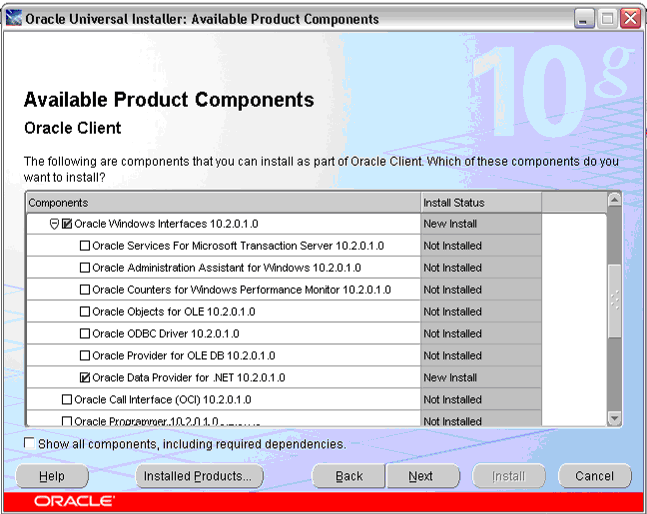 Oracle Universal Installer: Available Product Components
10g
Available Product Components
Oracle Client
The following are components that you can install as part of Oracle Client. Which of these components do you
want to install?
Components Install Status
Oracle Windows Interfaces 10.2.0.1.0 New Install
Oracle Services For Microsoft Transaction Server 10.2.0.1.0 Not Installed
Oracle Administration Assistant for Windows 10.2.0.1.0 Not Installed
Oracle Counters for Windows Performance Monitor 10.2.0.1.0 Not Installed
Oracle Objects for OLE 10.2.0.1.0 Not Installed
Oracle ODBC Driver 10.2.0.1.0 Not Installed
Oracle Provider for OLE DB 10.2.0.1.0 Not Installed
Oracle Data Provider for .NET 10.2.0.1.0 New Install
Oracle Call Interface (OCI) 10.2.0.1.0 Not Installed
Oracle Programmer 10.2.0.1.0 Not Installed
Show all components, including required dependencies.
Help Installed Products... Back Next Install Cancel
ORACLE